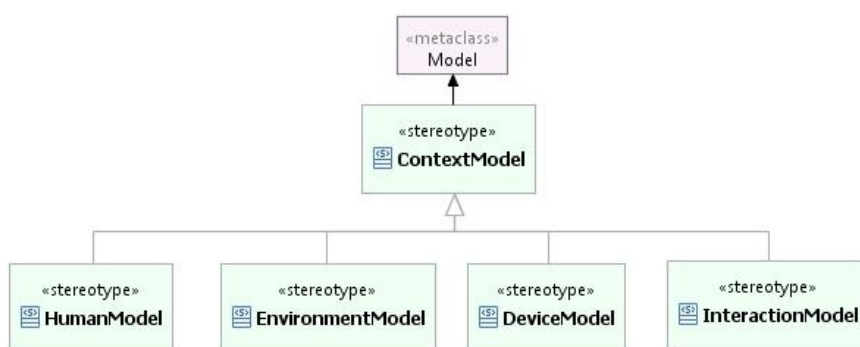 «metaclass»
Model
«stereotype»
ContextModel
«stereotype»
HumanModel
«stereotype»
EnvironmentModel
«stereotype»
DeviceModel
«stereotype»
InteractionModel